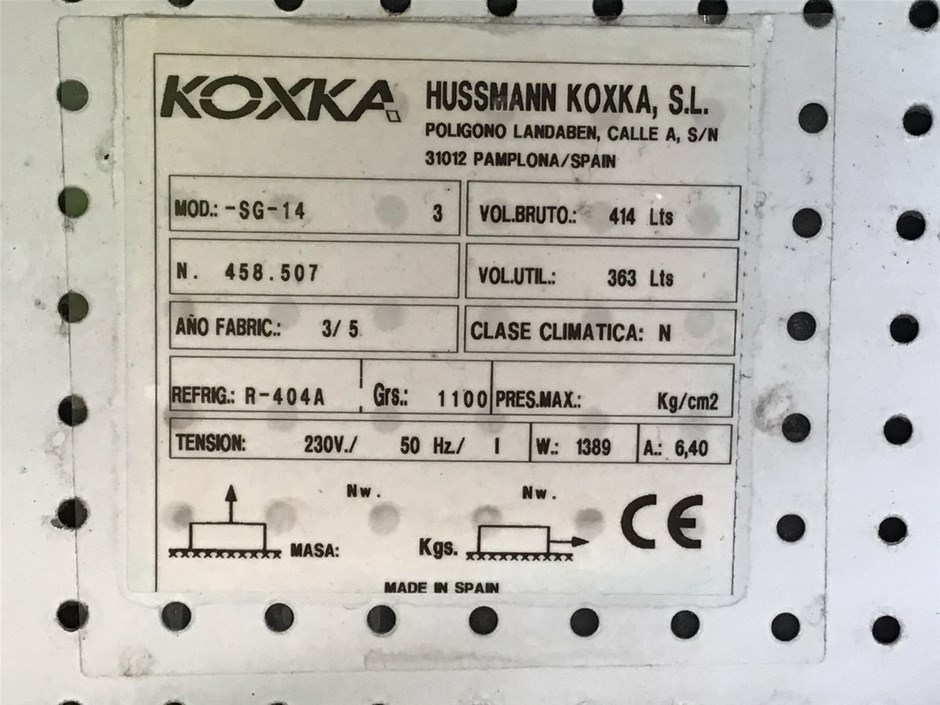 KOXKA
HUSSMANN KOXKA, S.L.
POLIGONO LANDABEN, CALLE A, S/N
31012 PAMPLONA/SPAIN
MOD.: -SG-14 3 VOL.BRUTO.: 414 Lts
N. 458.507 VOL.UTIL.: 363 Lts
AÑO FABRIC.: 3/ 5 CLASE CLIMATICA: N
REFRIG.: R-404A Grs.: 1100 PRES.MAX.: Kg/cm2
TENSION: 230V./ 50 Hz./ I W.: 1389 A.: 6,40
Nw. Nw.
MASA: Kgs. CE
MADE IN SPAIN